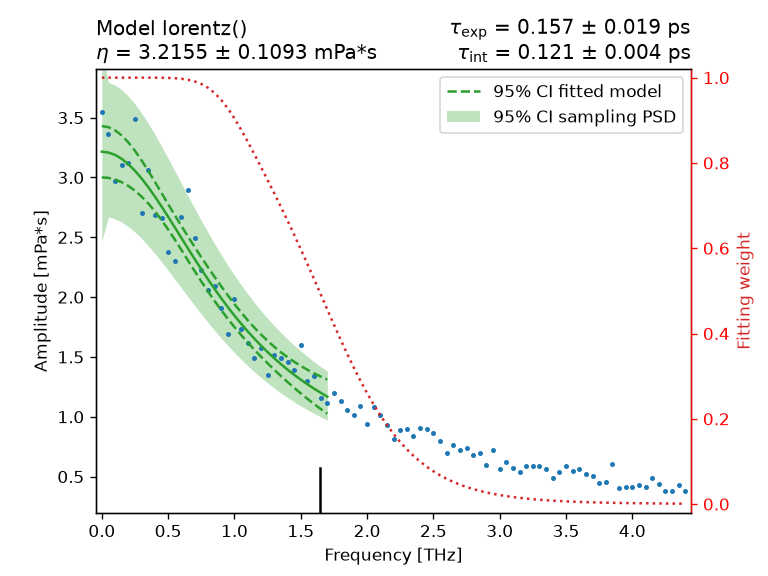 Model lorentz()
η = 3.2155 ± 0.1093 mPa*s
τexp = 0.157 ± 0.019 ps
τint = 0.121 ± 0.004 ps
95% CI fitted model
95% CI sampling PSD
Amplitude [mPa*s]
3.5
3.0
2.5
2.0
1.5
1.0
0.5
0.0 0.5 1.0 1.5 2.0 2.5 3.0 3.5 4.0
Frequency [THz]
1.0
0.8
0.6
0.4
0.2
0.0
Fitting weight